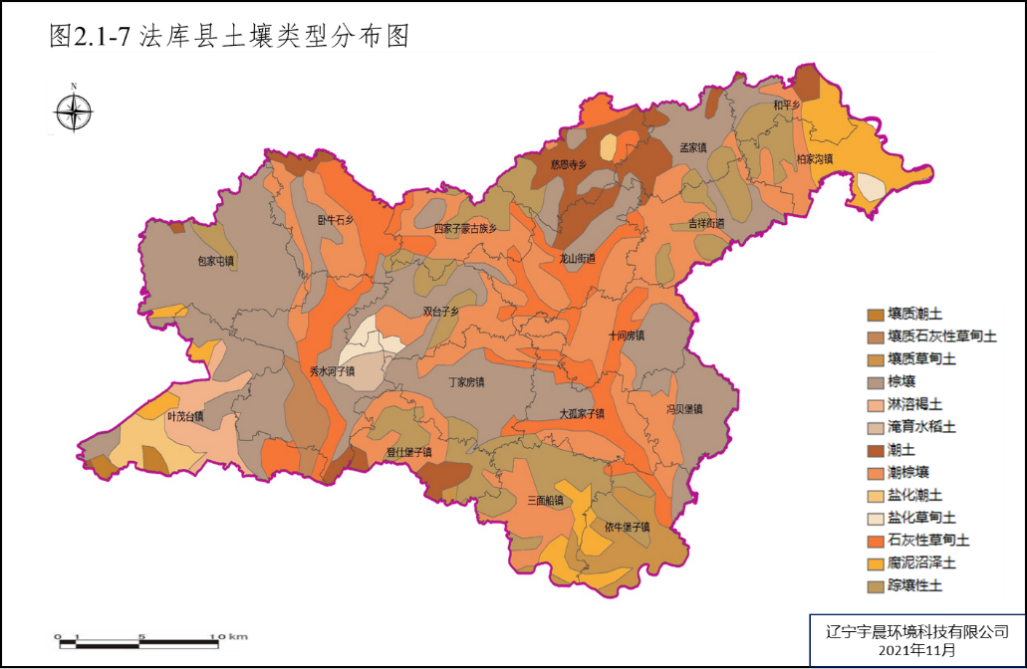 图2.1-7 法库县土壤类型分布图
N
和平乡
孟家镇
柏家沟镇
慈恩寺乡
卧牛石乡
四家子蒙古族乡
吉祥街道
包家屯镇
龙山街道
双台子乡
十间房镇
秀水河子镇
丁家房镇
叶茂台镇
大孤家子镇
冯贝堡镇
登仕堡子镇
三面船镇
依牛堡子镇
壤质潮土
壤质石灰性草甸土
壤质草甸土
棕壤
淋溶褐土
淹育水稻土
潮土
潮棕壤
盐化潮土
盐化草甸土
石灰性草甸土
腐泥沼泽土
踪壤性土
0 1 5 10 km
辽宁宇晨环境科技有限公司
2021年11月